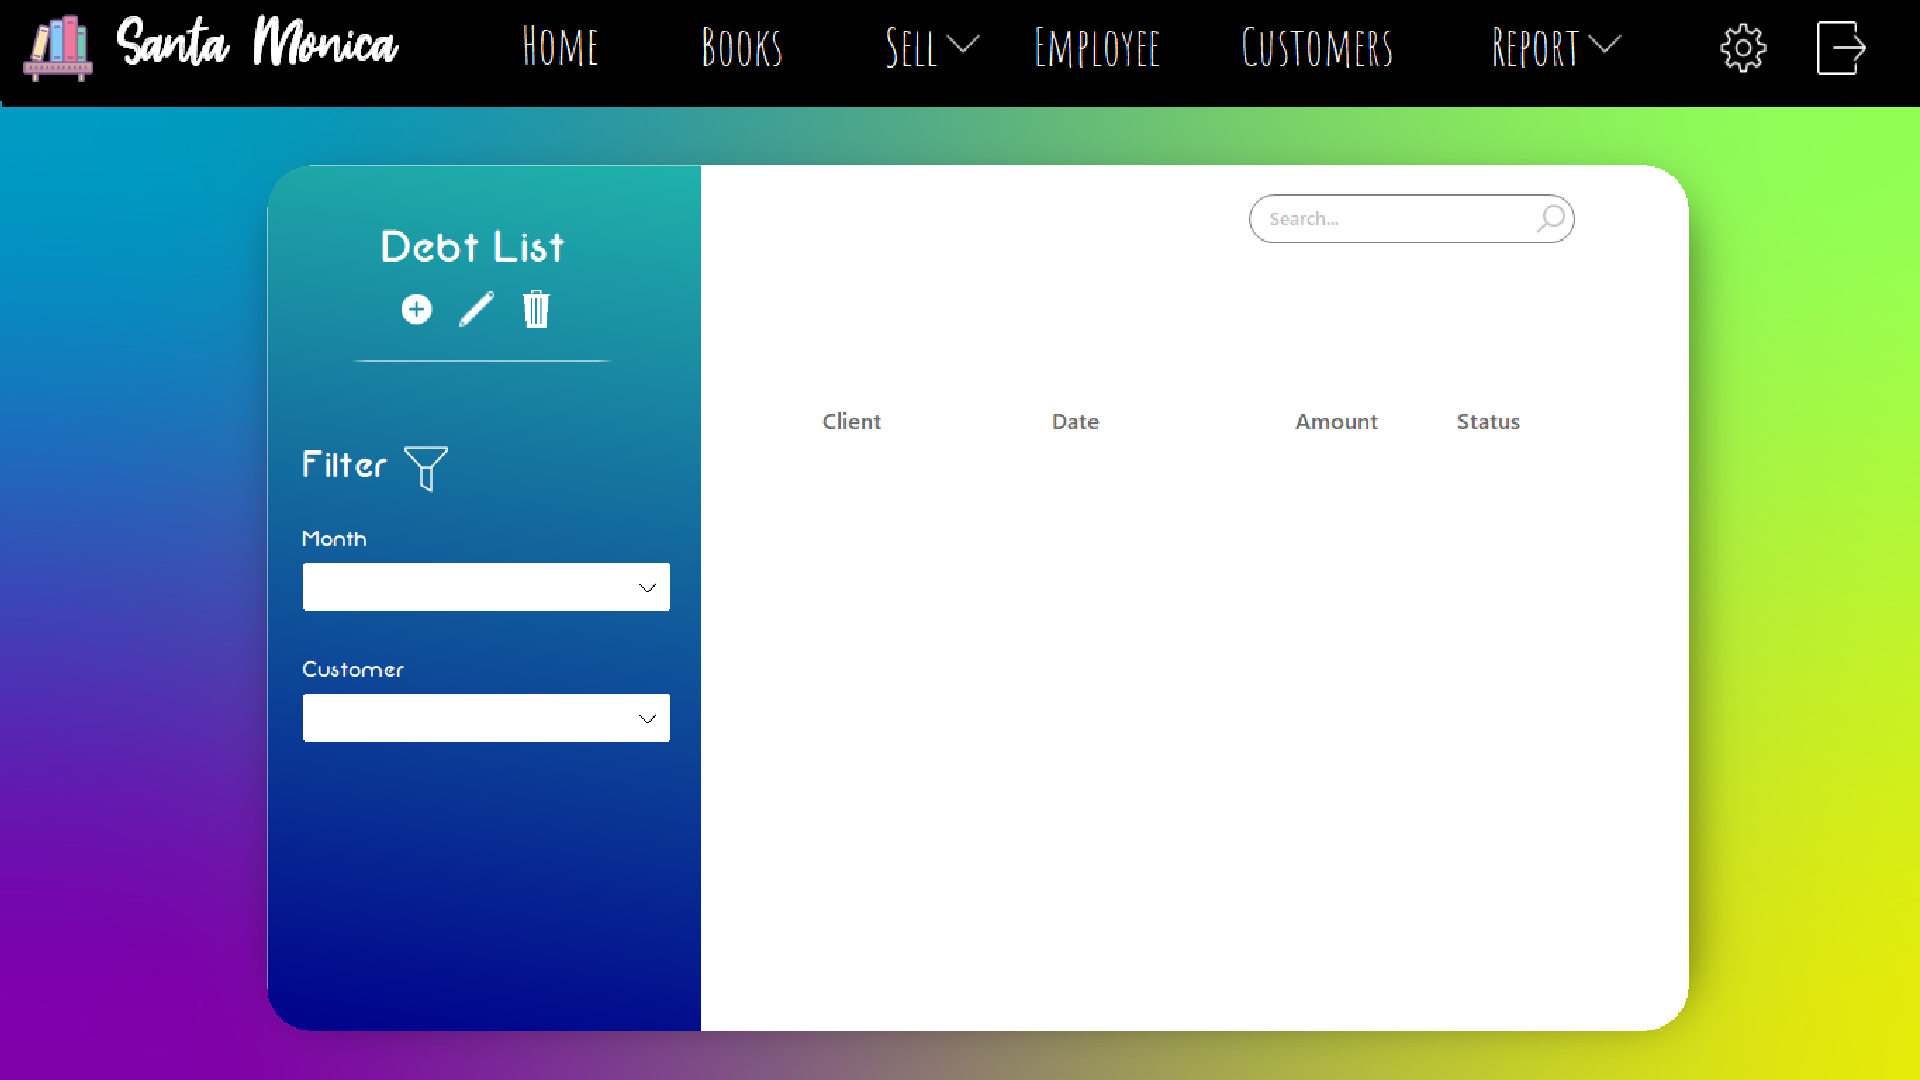 Santa Monica
Home
Books
Sell
Employee
Customers
Report
Debt List
Filter
Month
Customer
Search...
Client Date Amount Status